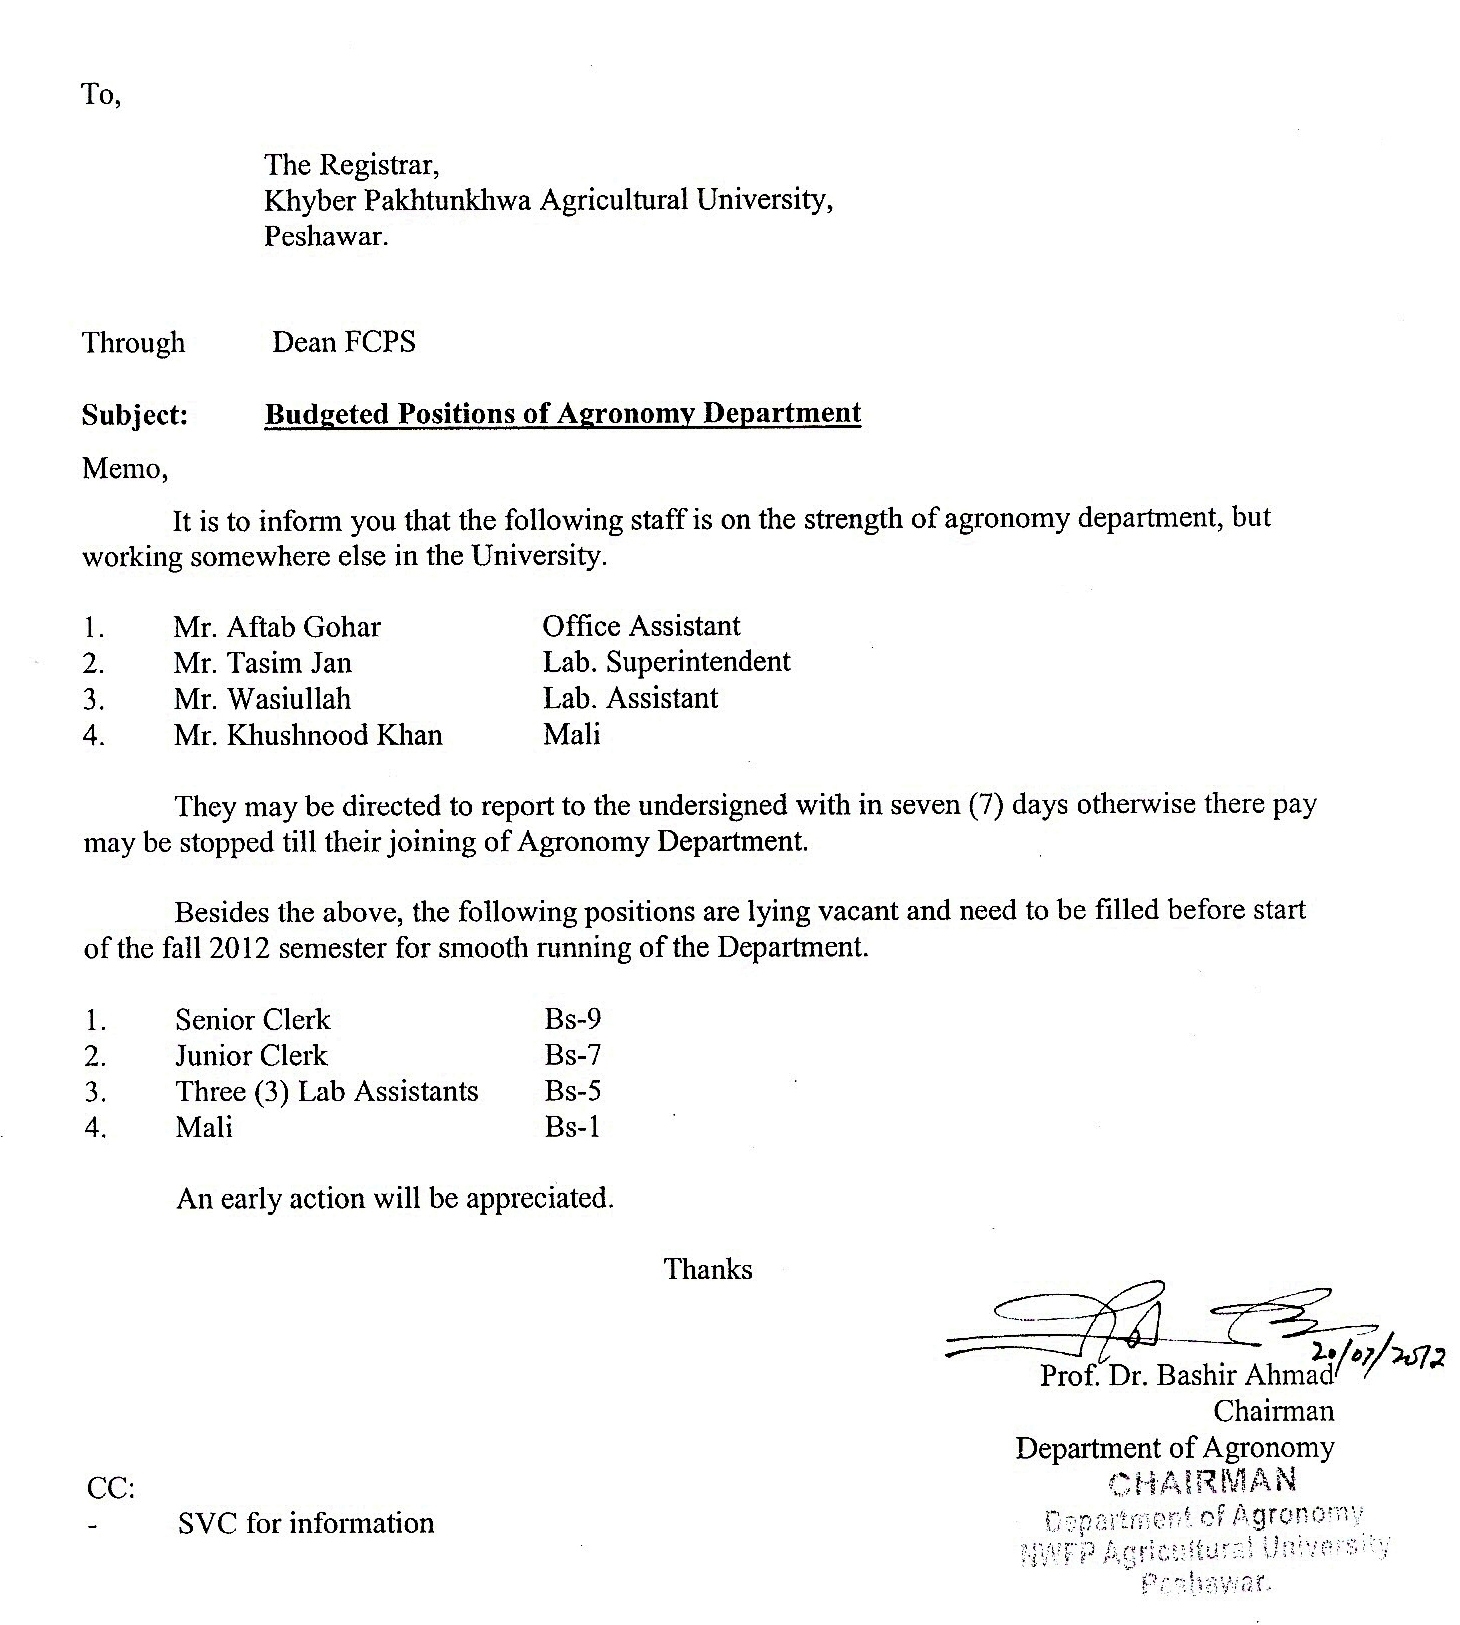 To,
The Registrar,
Khyber Pakhtunkhwa Agricultural University,
Peshawar.
Through Dean FCPS
Subject: Budgeted Positions of Agronomy Department
Memo,
It is to inform you that the following staff is on the strength of agronomy department, but
working somewhere else in the University.
1. Mr. Aftab Gohar Office Assistant
2. Mr. Tasim Jan Lab. Superintendent
3. Mr. Wasiullah Lab. Assistant
4. Mr. Khushnood Khan Mali
They may be directed to report to the undersigned with in seven (7) days otherwise there pay
may be stopped till their joining of Agronomy Department.
Besides the above, the following positions are lying vacant and need to be filled before start
of the fall 2012 semester for smooth running of the Department.
1. Senior Clerk Bs-9
2. Junior Clerk Bs-7
3. Three (3) Lab Assistants Bs-5
4. Mali Bs-1
An early action will be appreciated.
Thanks
20/07/2012
Prof. Dr. Bashir Ahmad
Chairman
Department of Agronomy
CHAIRMAN
Department of Agronomy
NWFP Agricultural University
Peshawar.
CC:
- SVC for information